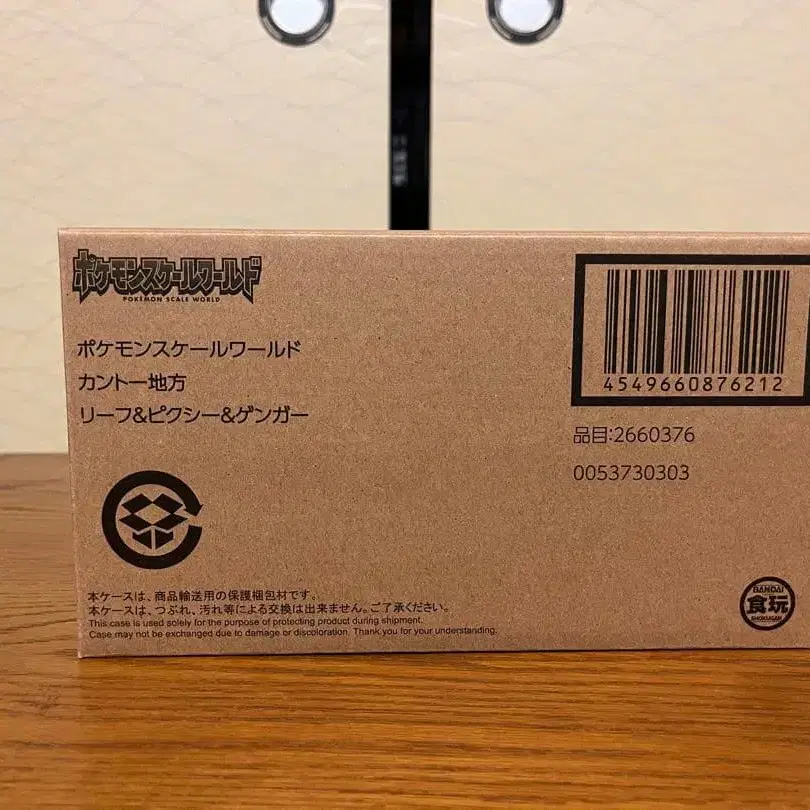 ポケモンスケールワールド
POKÉMON SCALE WORLD
ポケモンスケールワールド
カントー地方
リーフ&ピクシー&ゲンガー
4549660876212
品目:2660376
0053730303
本ケースは、商品輸送用の保護梱包材です。
本ケースは、つぶれ、汚れ等による交換は出来ません。ご了承ください。
This case is used solely for the purpose of protecting product during shipment.
Case may not be exchanged due to damage or discoloration. Thank you for your understanding.
BANDAI
食玩
SHOKUGAN